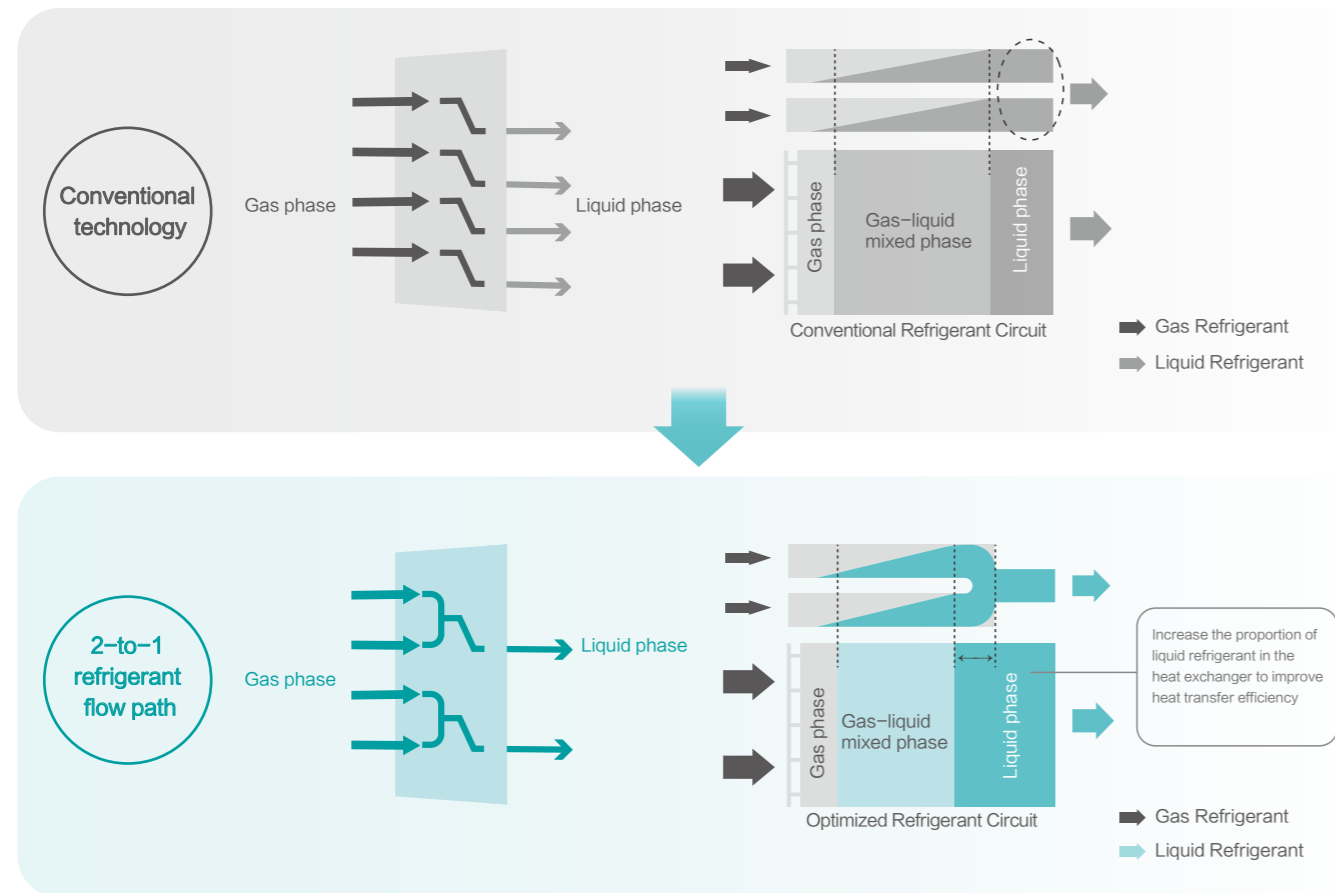 Conventional
technology
Gas phase
Liquid phase
Gas phase
Gas-liquid
mixed phase
Liquid phase
Conventional Refrigerant Circuit
Gas Refrigerant
Liquid Refrigerant
2-to-1
refrigerant
flow path
Gas phase
Liquid phase
Gas phase
Gas-liquid
mixed phase
Liquid phase
Increase the proportion of
liquid refrigerant in the
heat exchanger to improve
heat transfer efficiency
Optimized Refrigerant Circuit
Gas Refrigerant
Liquid Refrigerant